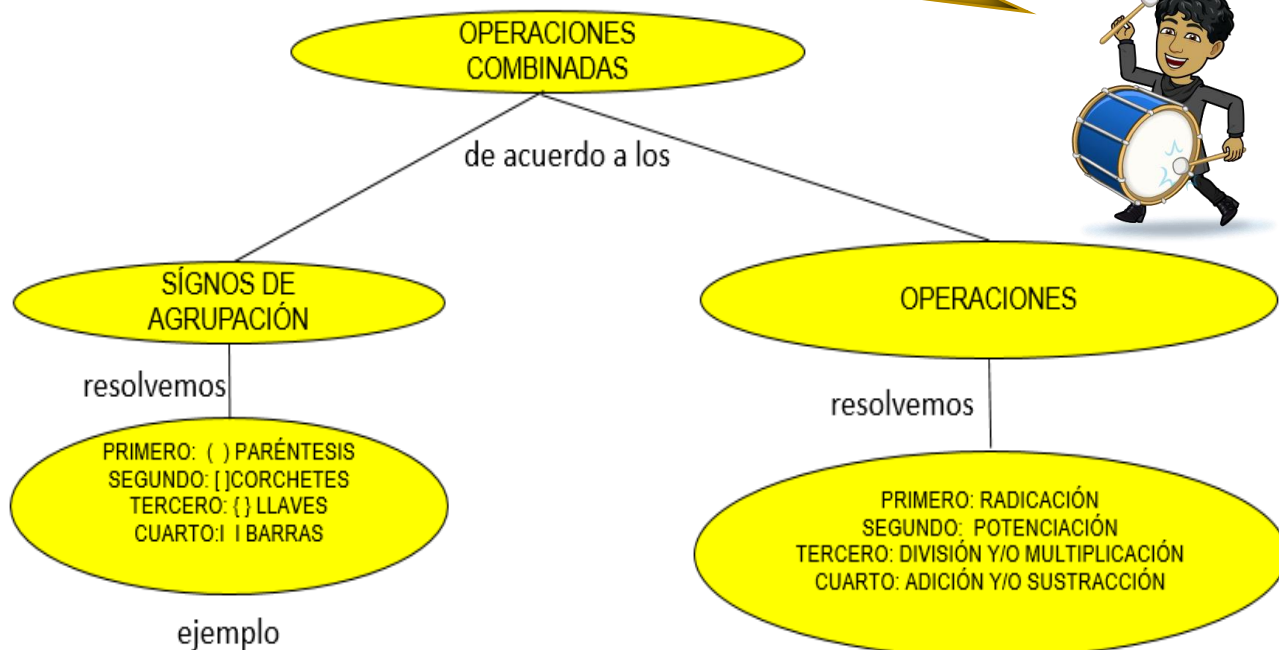 OPERACIONES
COMBINADAS
de acuerdo a los
SÍGNOS DE
AGRUPACIÓN
OPERACIONES
resolvemos
resolvemos
PRIMERO: ( ) PARÉNTESIS
SEGUNDO: [ ]CORCHETES
TERCERO: { } LLAVES
CUARTO:I I BARRAS
PRIMERO: RADICACIÓN
SEGUNDO: POTENCIACIÓN
TERCERO: DIVISIÓN Y/O MULTIPLICACIÓN
CUARTO: ADICIÓN Y/O SUSTRACCIÓN
ejemplo